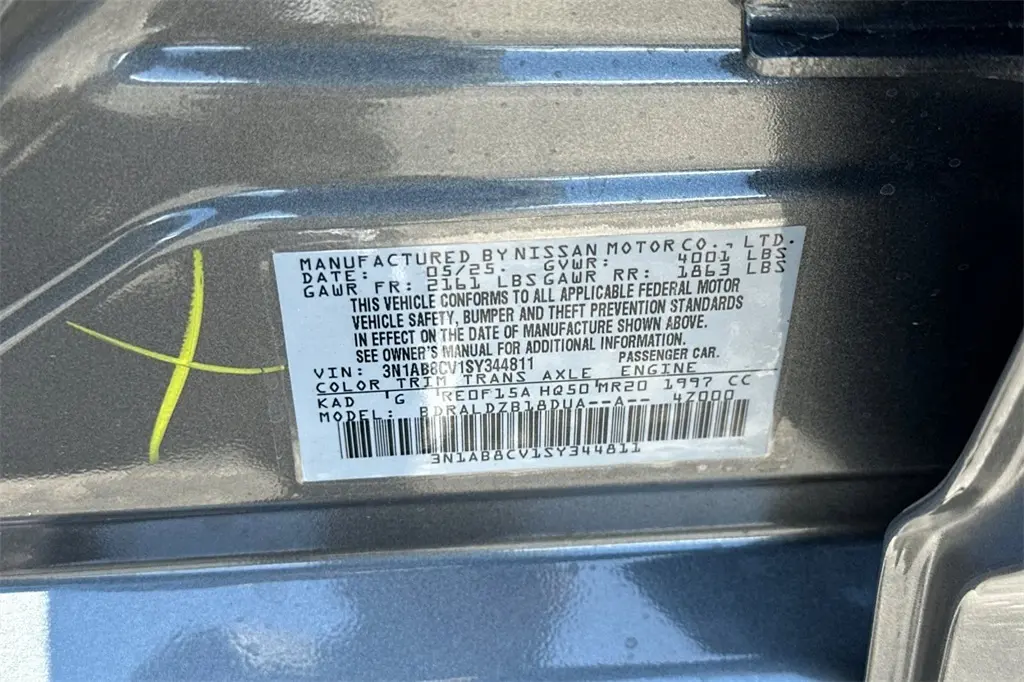 MANUFACTURED BY NISSAN MOTOR CO., LTD.
DATE: 05/25. GVWR: 4001 LBS
GAWR FR: 2161 LBS GAWR RR: 1863 LBS
THIS VEHICLE CONFORMS TO ALL APPLICABLE FEDERAL MOTOR
VEHICLE SAFETY, BUMPER AND THEFT PREVENTION STANDARDS
IN EFFECT ON THE DATE OF MANUFACTURE SHOWN ABOVE.
SEE OWNER'S MANUAL FOR ADDITIONAL INFORMATION.
VIN: 3N1AB8CV1SY344811 PASSENGER CAR.
COLOR TRIM TRANS AXLE ENGINE
KAD G RE0F15A HQ50 MR20 1997 CC
MODEL: BDRALDZB18DUA--A-- 47000
3N1AB8CV1SY344811